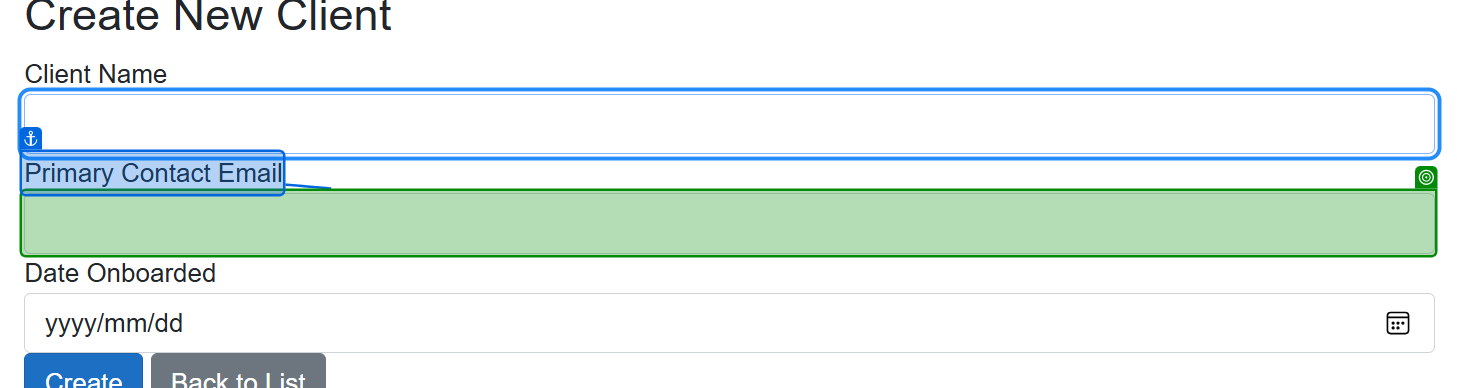 Create New Client
Client Name
Primary Contact Email
Date Onboarded
yyyy/mm/dd
Create Back to List